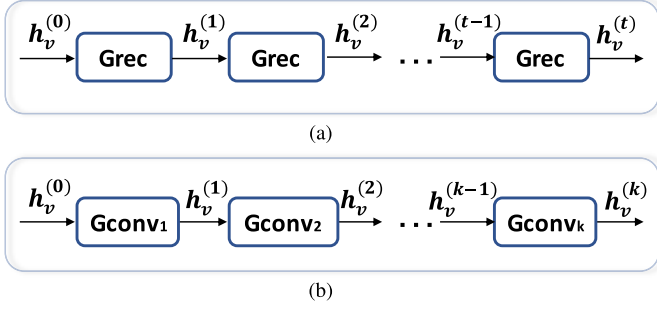 h_v^(0) h_v^(1) h_v^(2) h_v^(t−1) h_v^(t)
Grec Grec ... Grec
(a)
h_v^(0) h_v^(1) h_v^(2) h_v^(k−1) h_v^(k)
Gconv₁ Gconv₂ ... Gconvₖ
(b)